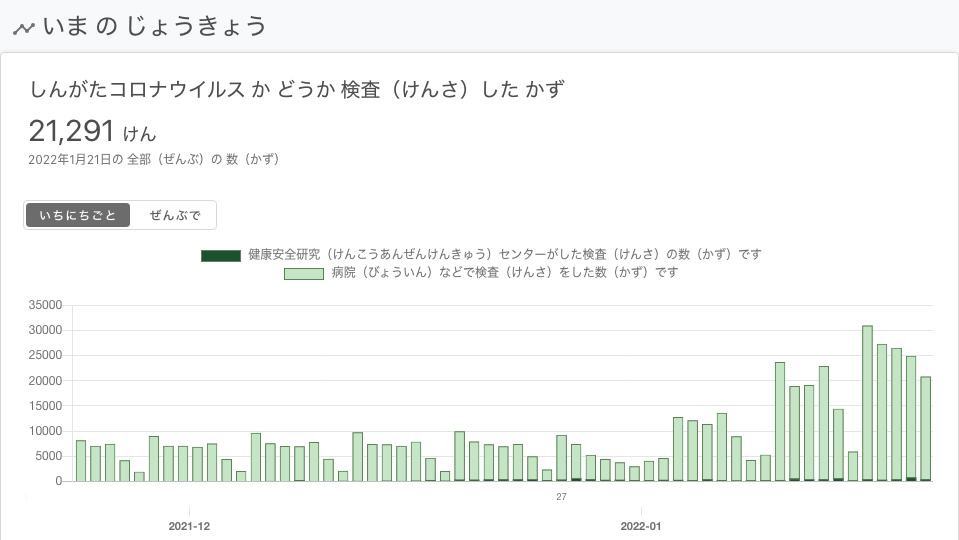 いま の じょうきょう
しんがたコロナウイルス か どうか 検査（けんさ）した かず
21,291 けん
2022年1月21日の 全部（ぜんぶ）の 数（かず）
いちにちごと ぜんぶで
健康安全研究（けんこうあんぜんけんきゅう）センターがした検査（けんさ）の数（かず）です
病院（びょういん）などで検査（けんさ）をした数（かず）です
35000
30000
25000
20000
15000
10000
5000
0
27
2021-12 2022-01